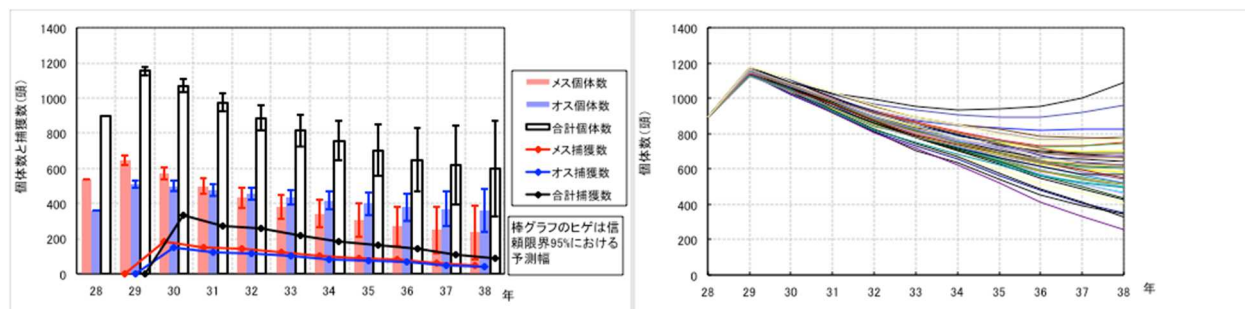 個体数と捕獲数(頭)
1400
1200
1000
800
600
400
200
0
28 29 30 31 32 33 34 35 36 37 38 年
メス個体数
オス個体数
合計個体数
メス捕獲数
オス捕獲数
合計捕獲数
棒グラフのヒゲは信
頼限界95%における
予測幅
個体数(頭)
1400
1200
1000
800
600
400
200
0
28 29 30 31 32 33 34 35 36 37 38 年